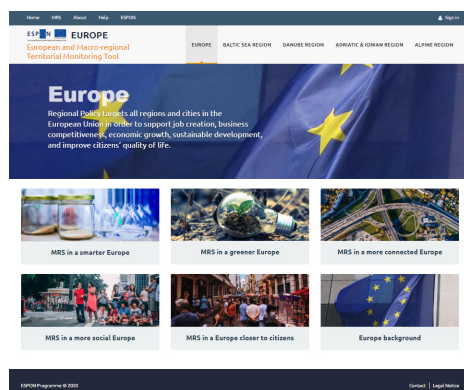 Home MRS About Help ESPON Sign in
ESPON EUROPE
European and Macro-regional
Territorial Monitoring Tool
EUROPE BALTIC SEA REGION DANUBE REGION ADRIATIC & IONIAN REGION ALPINE REGION
Europe
Regional Policy targets all regions and cities in the
European Union in order to support job creation, business
competitiveness, economic growth, sustainable development,
and improve citizens' quality of life.
MRS in a smarter Europe
MRS in a greener Europe
MRS in a more connected Europe
MRS in a more social Europe
MRS in a Europe closer to citizens
Europe background
ESPON Programme © 2020
Contact | Legal Notice